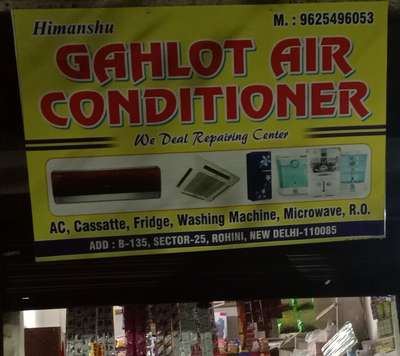 Himanshu
M. : 9625496053
GAHLOT AIR
CONDITIONER
We Deal Repairing Center
AC, Cassatte, Fridge, Washing Machine, Microwave, R.O.
ADD : B-135, SECTOR-25, ROHINI, NEW DELHI-110085